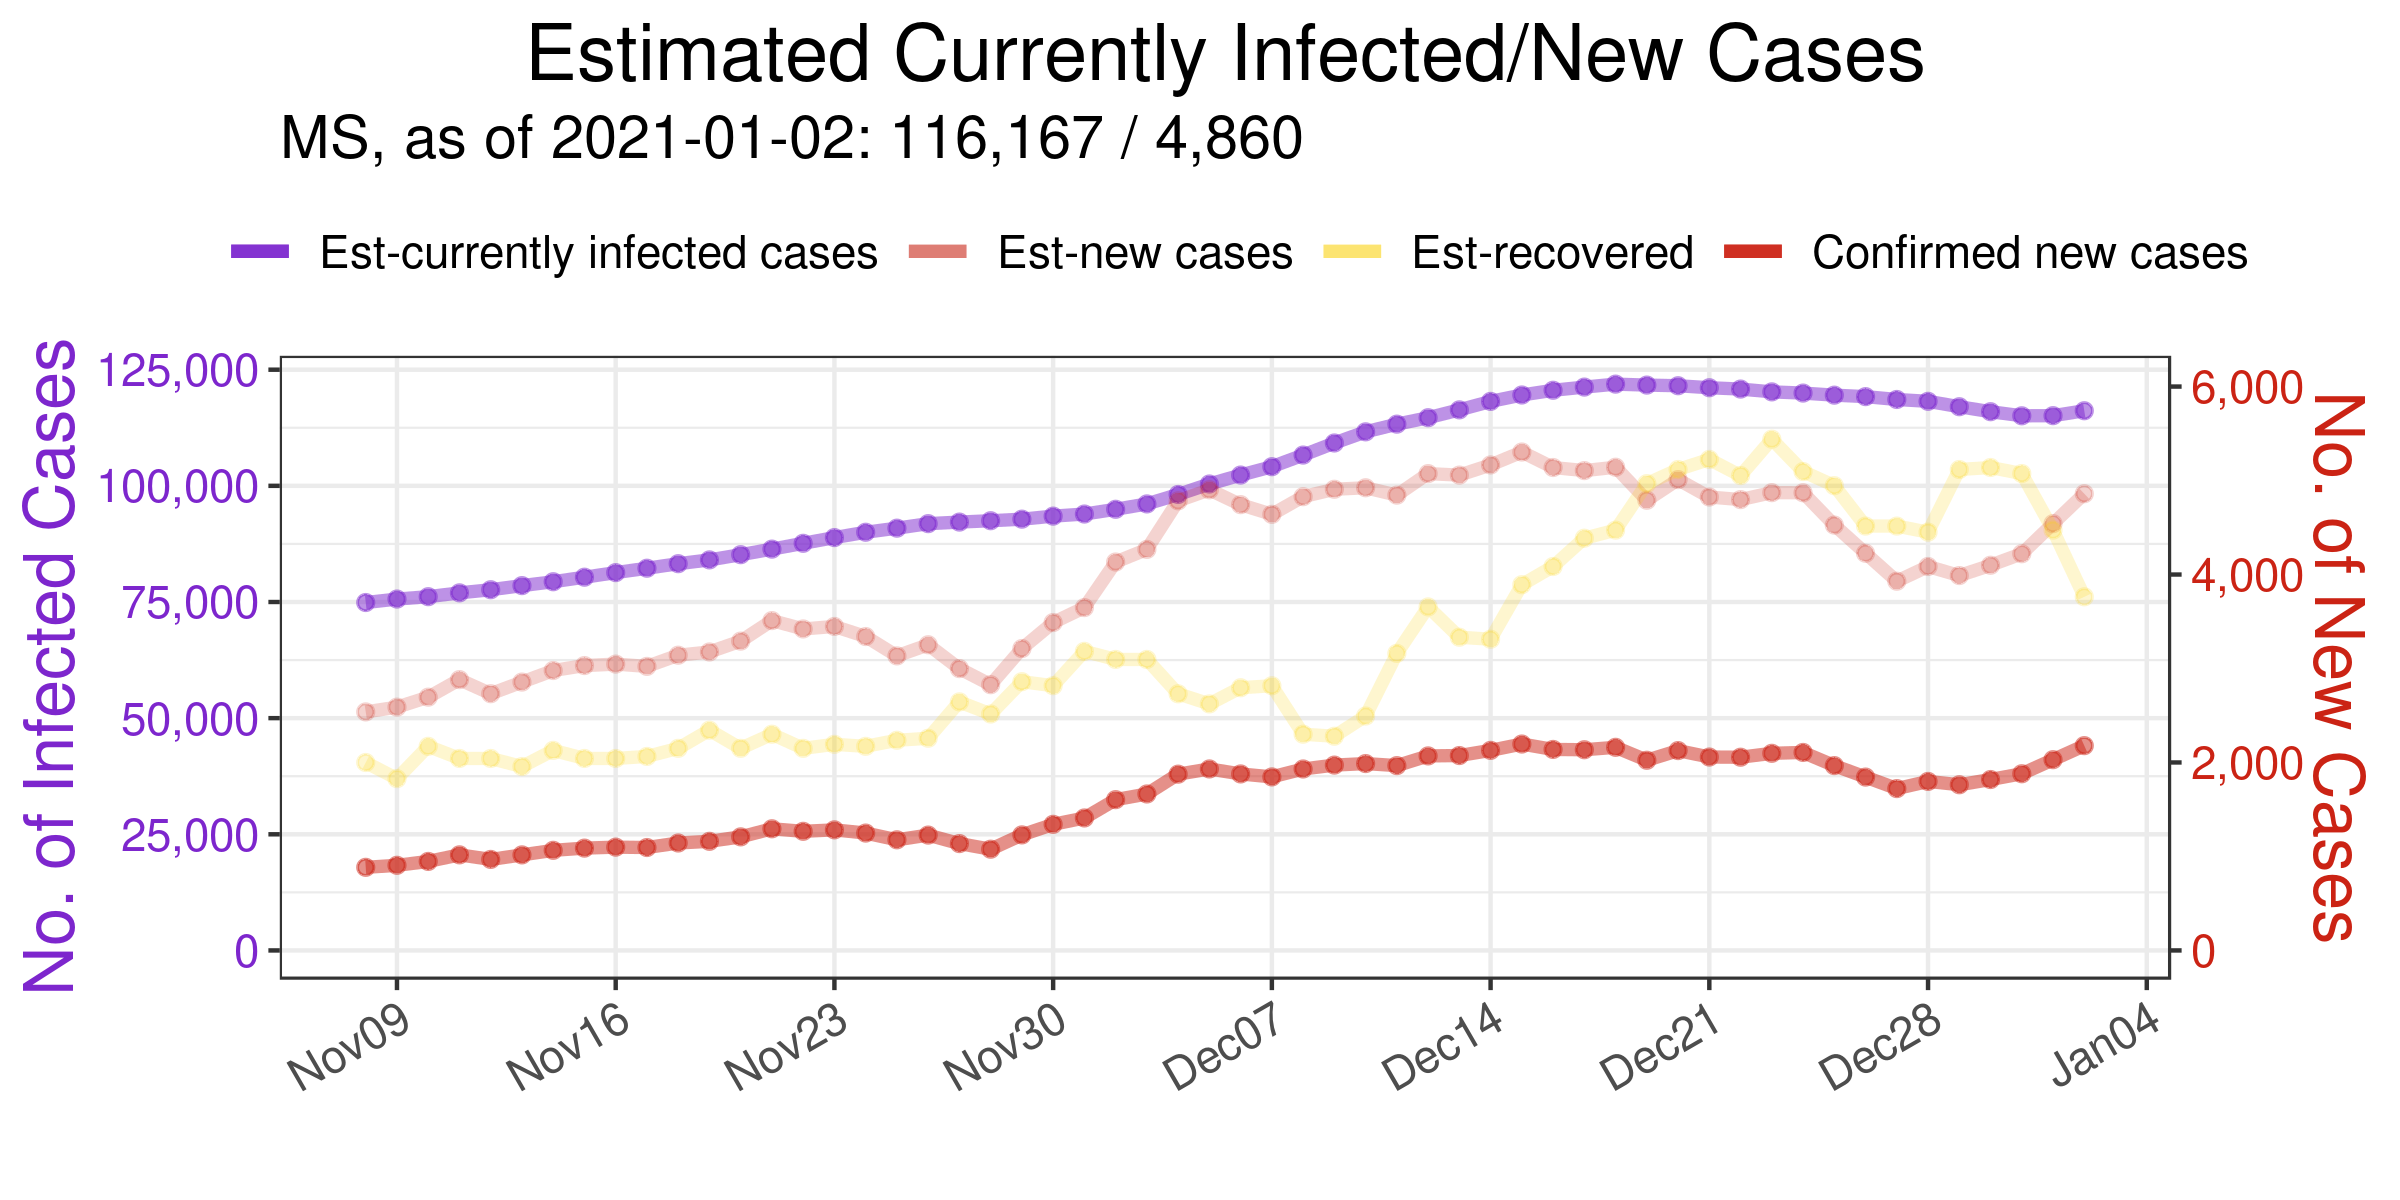 Estimated Currently Infected/New Cases
MS, as of 2021-01-02: 116,167 / 4,860
Est-currently infected cases Est-new cases Est-recovered Confirmed new cases
No. of Infected Cases
125,000
100,000
75,000
50,000
25,000
0
6,000
4,000
2,000
0
No. of New Cases
Nov09 Nov16 Nov23 Nov30 Dec07 Dec14 Dec21 Dec28 Jan04